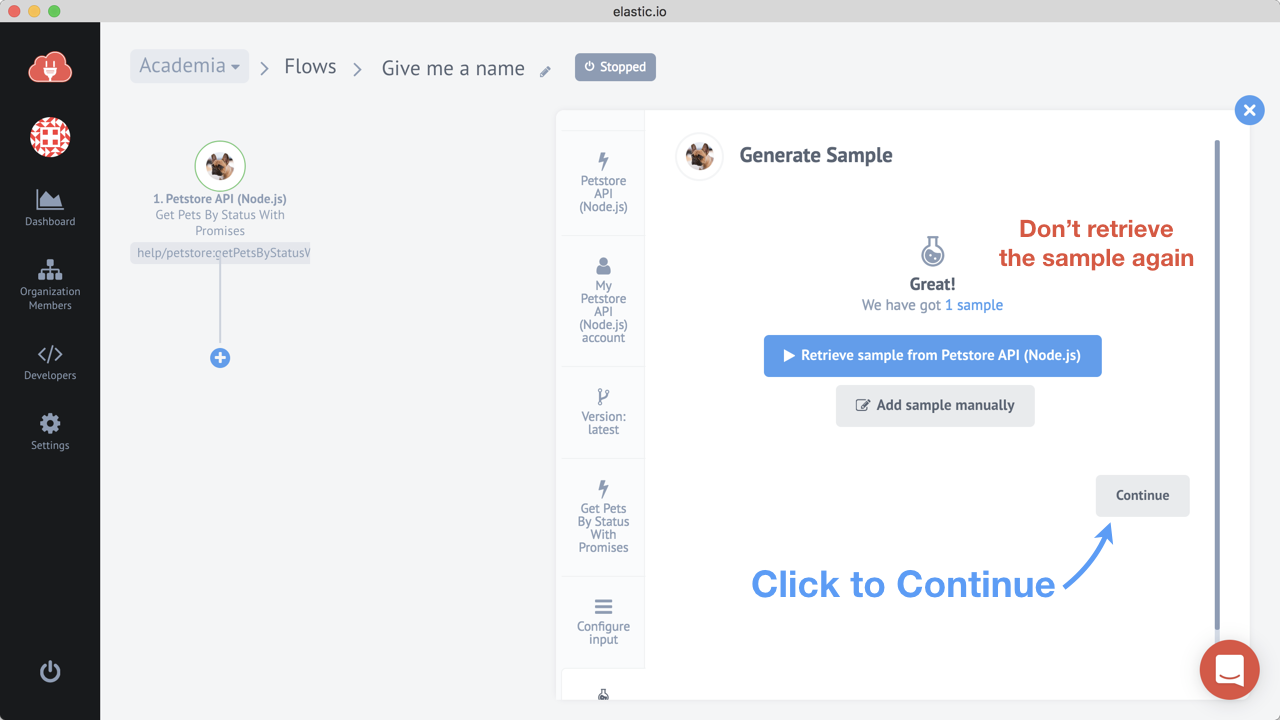 elastic.io
Academia
Flows
Give me a name
Stopped
Dashboard
Organization
Members
Developers
Settings
1. Petstore API (Node.js)
Get Pets By Status With
Promises
help/petstore:getPetsByStatusW
Petstore
API
(Node.js)
My
Petstore
API
(Node.js)
account
Version:
latest
Get Pets
By Status
With
Promises
Configure
input
Generate Sample
Don't retrieve
the sample again
Great!
We have got 1 sample
Retrieve sample from Petstore API (Node.js)
Add sample manually
Continue
Click to Continue